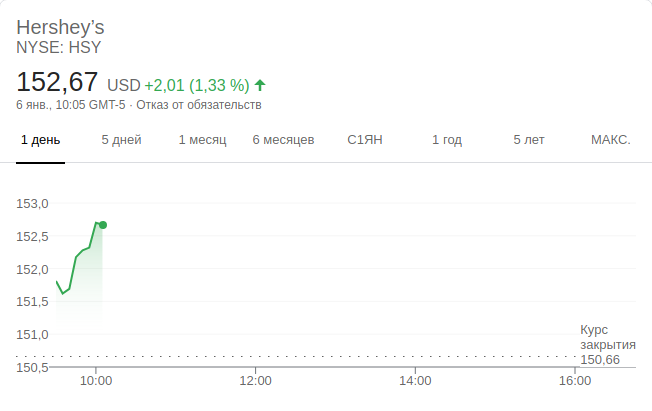 Hershey’s
NYSE: HSY
152,67 USD +2,01 (1,33 %)
6 янв., 10:05 GMT-5 · Отказ от обязательств
1 день 5 дней 1 месяц 6 месяцев С1ЯН 1 год 5 лет МАКС.
153,0
152,5
152,0
151,5
151,0
Курс
закрытия
150,66
150,5
10:00 12:00 14:00 16:00